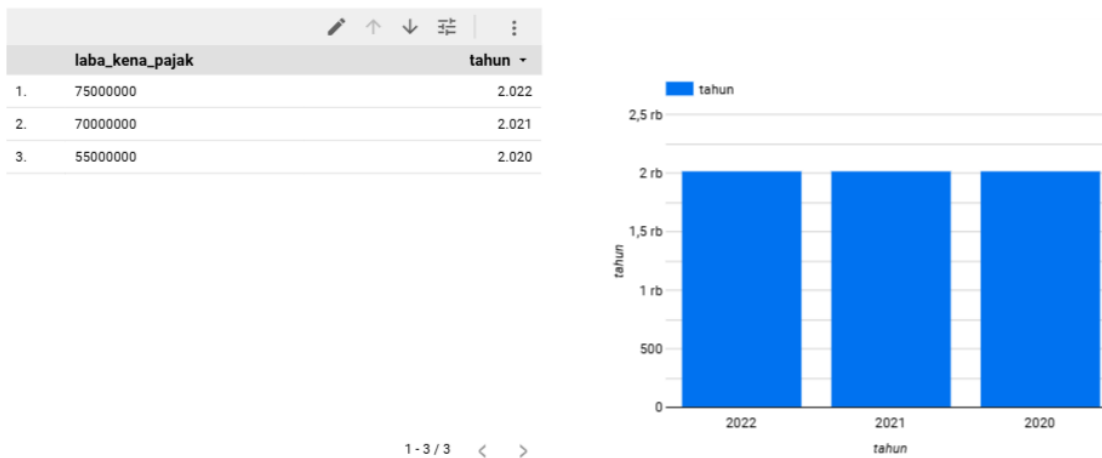 laba_kena_pajak tahun
1. 75000000 2.022
2. 70000000 2.021
3. 55000000 2.020
1 - 3 / 3
tahun
2,5 rb
2 rb
1,5 rb
1 rb
500
0
tahun
2022 2021 2020
tahun